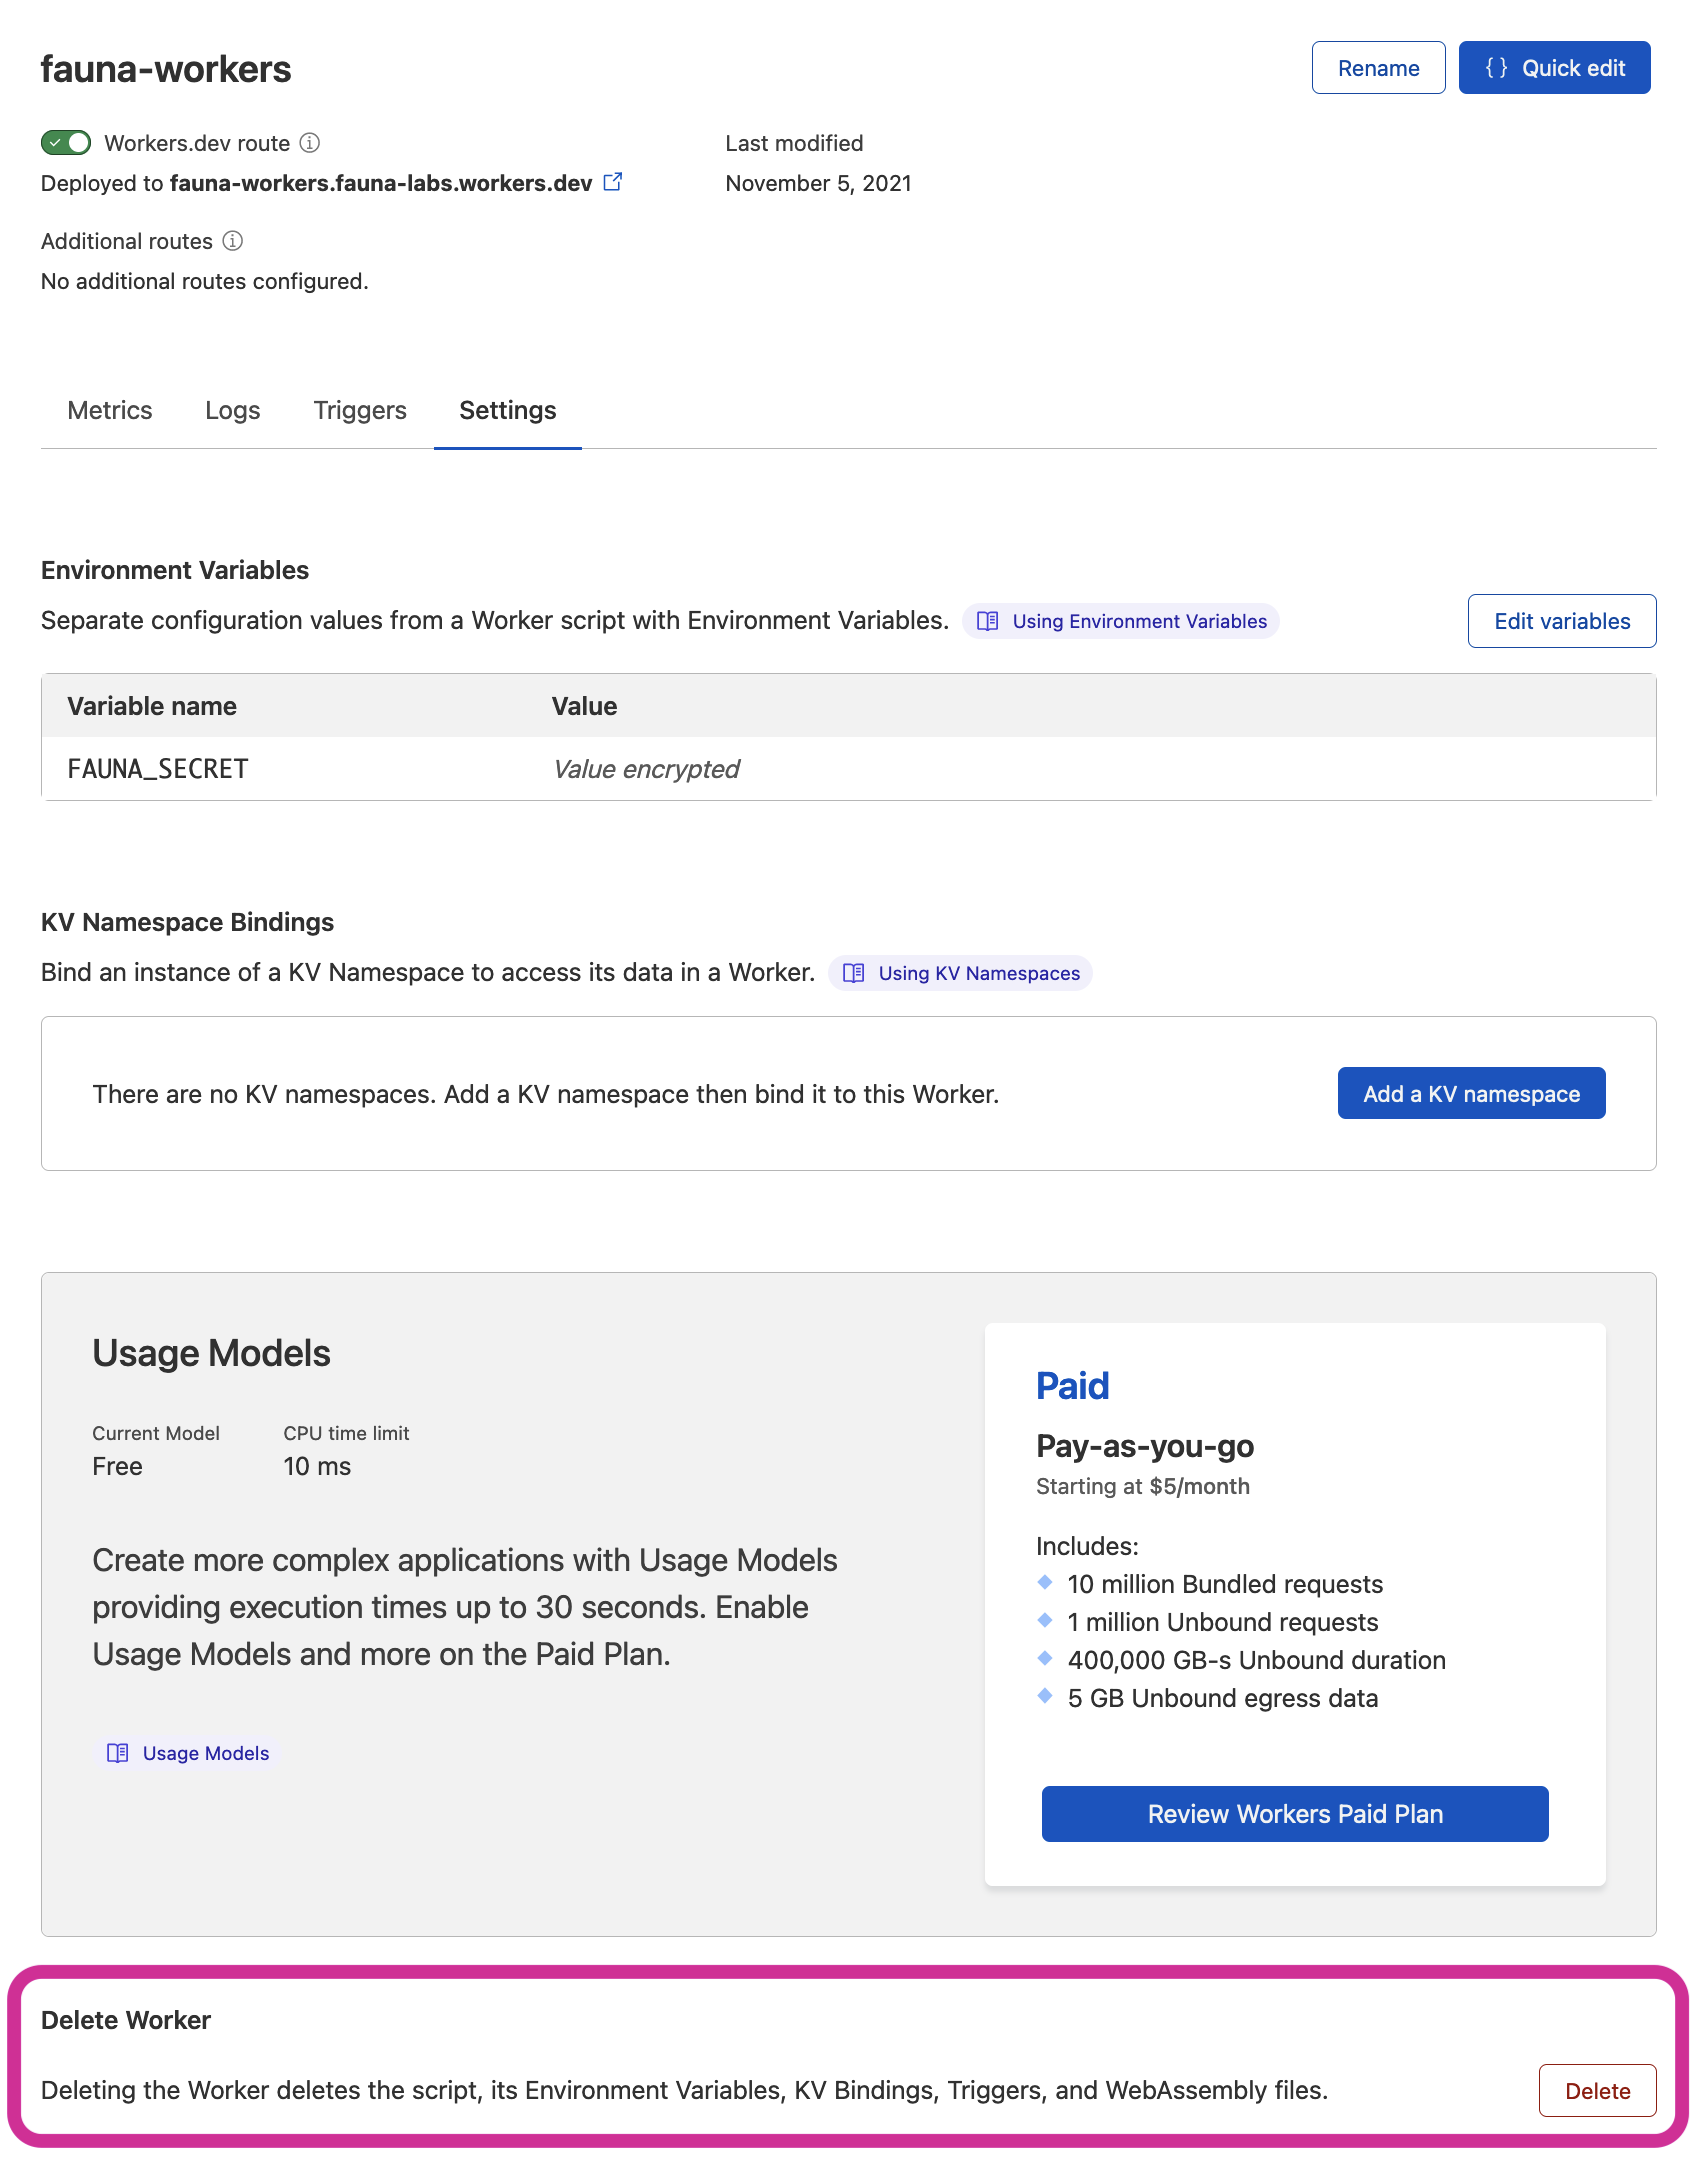 fauna-workers
Rename
{ } Quick edit
Workers.dev route
Last modified
Deployed to fauna-workers.fauna-labs.workers.dev
November 5, 2021
Additional routes
No additional routes configured.
Metrics
Logs
Triggers
Settings
Environment Variables
Separate configuration values from a Worker script with Environment Variables.
Using Environment Variables
Edit variables
Variable name
Value
FAUNA_SECRET
Value encrypted
KV Namespace Bindings
Bind an instance of a KV Namespace to access its data in a Worker.
Using KV Namespaces
There are no KV namespaces. Add a KV namespace then bind it to this Worker.
Add a KV namespace
Usage Models
Current Model
CPU time limit
Free
10 ms
Create more complex applications with Usage Models
providing execution times up to 30 seconds. Enable
Usage Models and more on the Paid Plan.
Usage Models
Paid
Pay-as-you-go
Starting at $5/month
Includes:
10 million Bundled requests
1 million Unbound requests
400,000 GB-s Unbound duration
5 GB Unbound egress data
Review Workers Paid Plan
Delete Worker
Deleting the Worker deletes the script, its Environment Variables, KV Bindings, Triggers, and WebAssembly files.
Delete